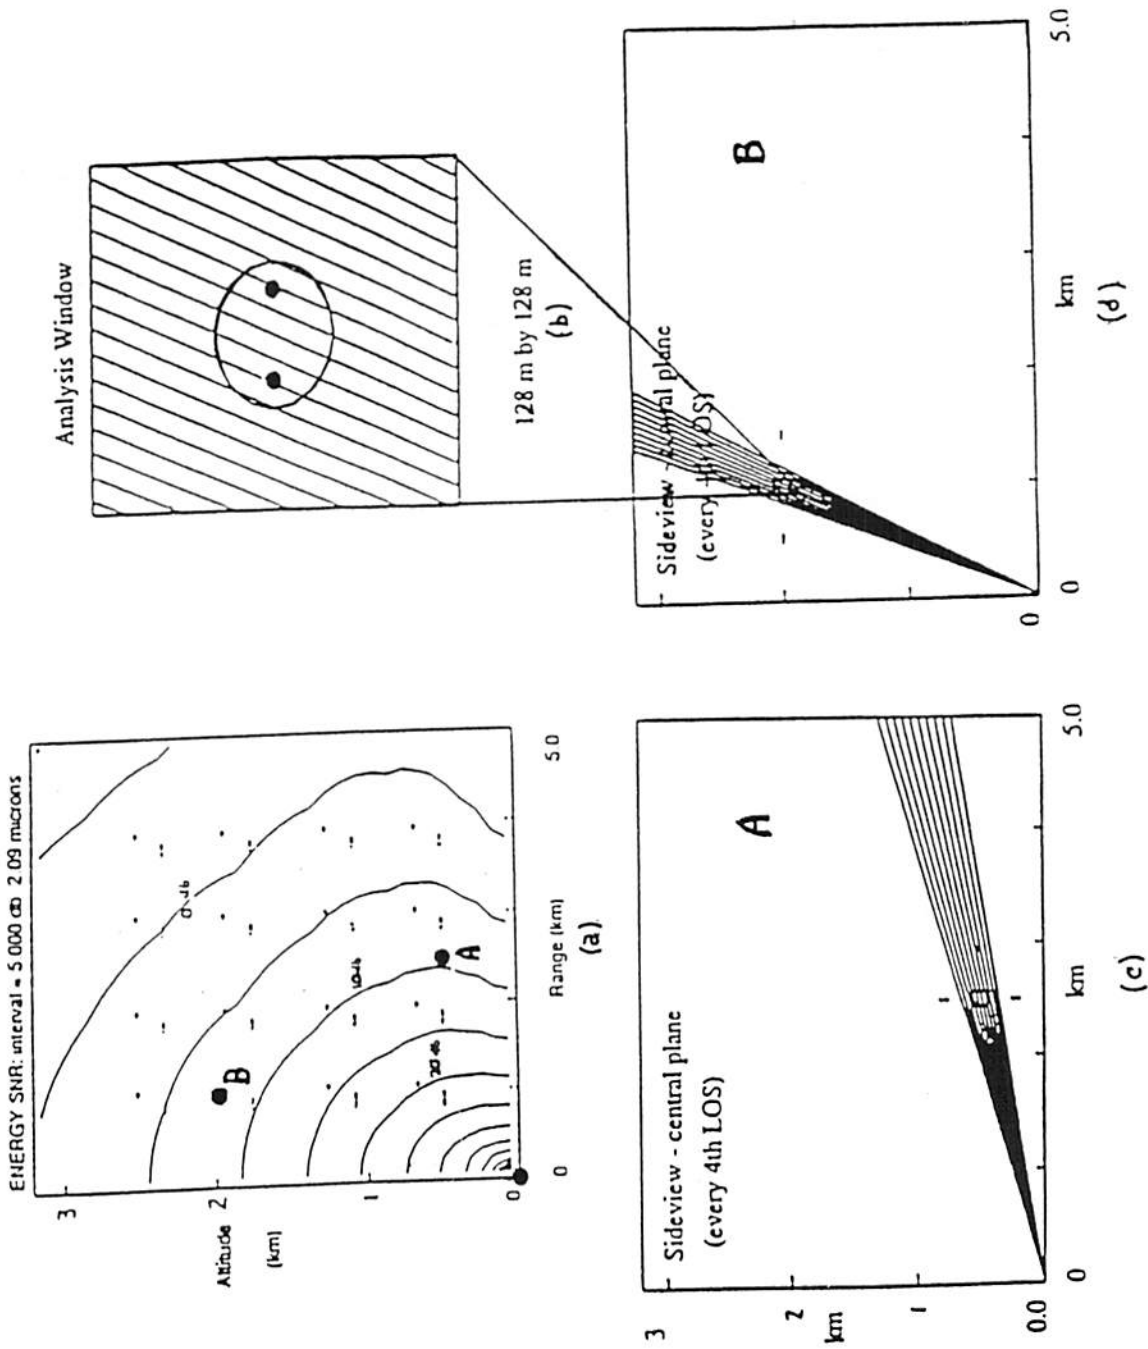 ENERGY SNR: interval = 5.000 db 2.09 microns
3
2
1
0
Altitude
(km)
B
A
0
5.0
Range (km)
(a)
Analysis Window
128 m by 128 m
(b)
3
2
1
0.0
km
Sideview - central plane
(every 4th LOS)
A
0
5.0
km
(c)
Sideview - central plane
(every 4th LOS)
B
0
0
5.0
km
(d)